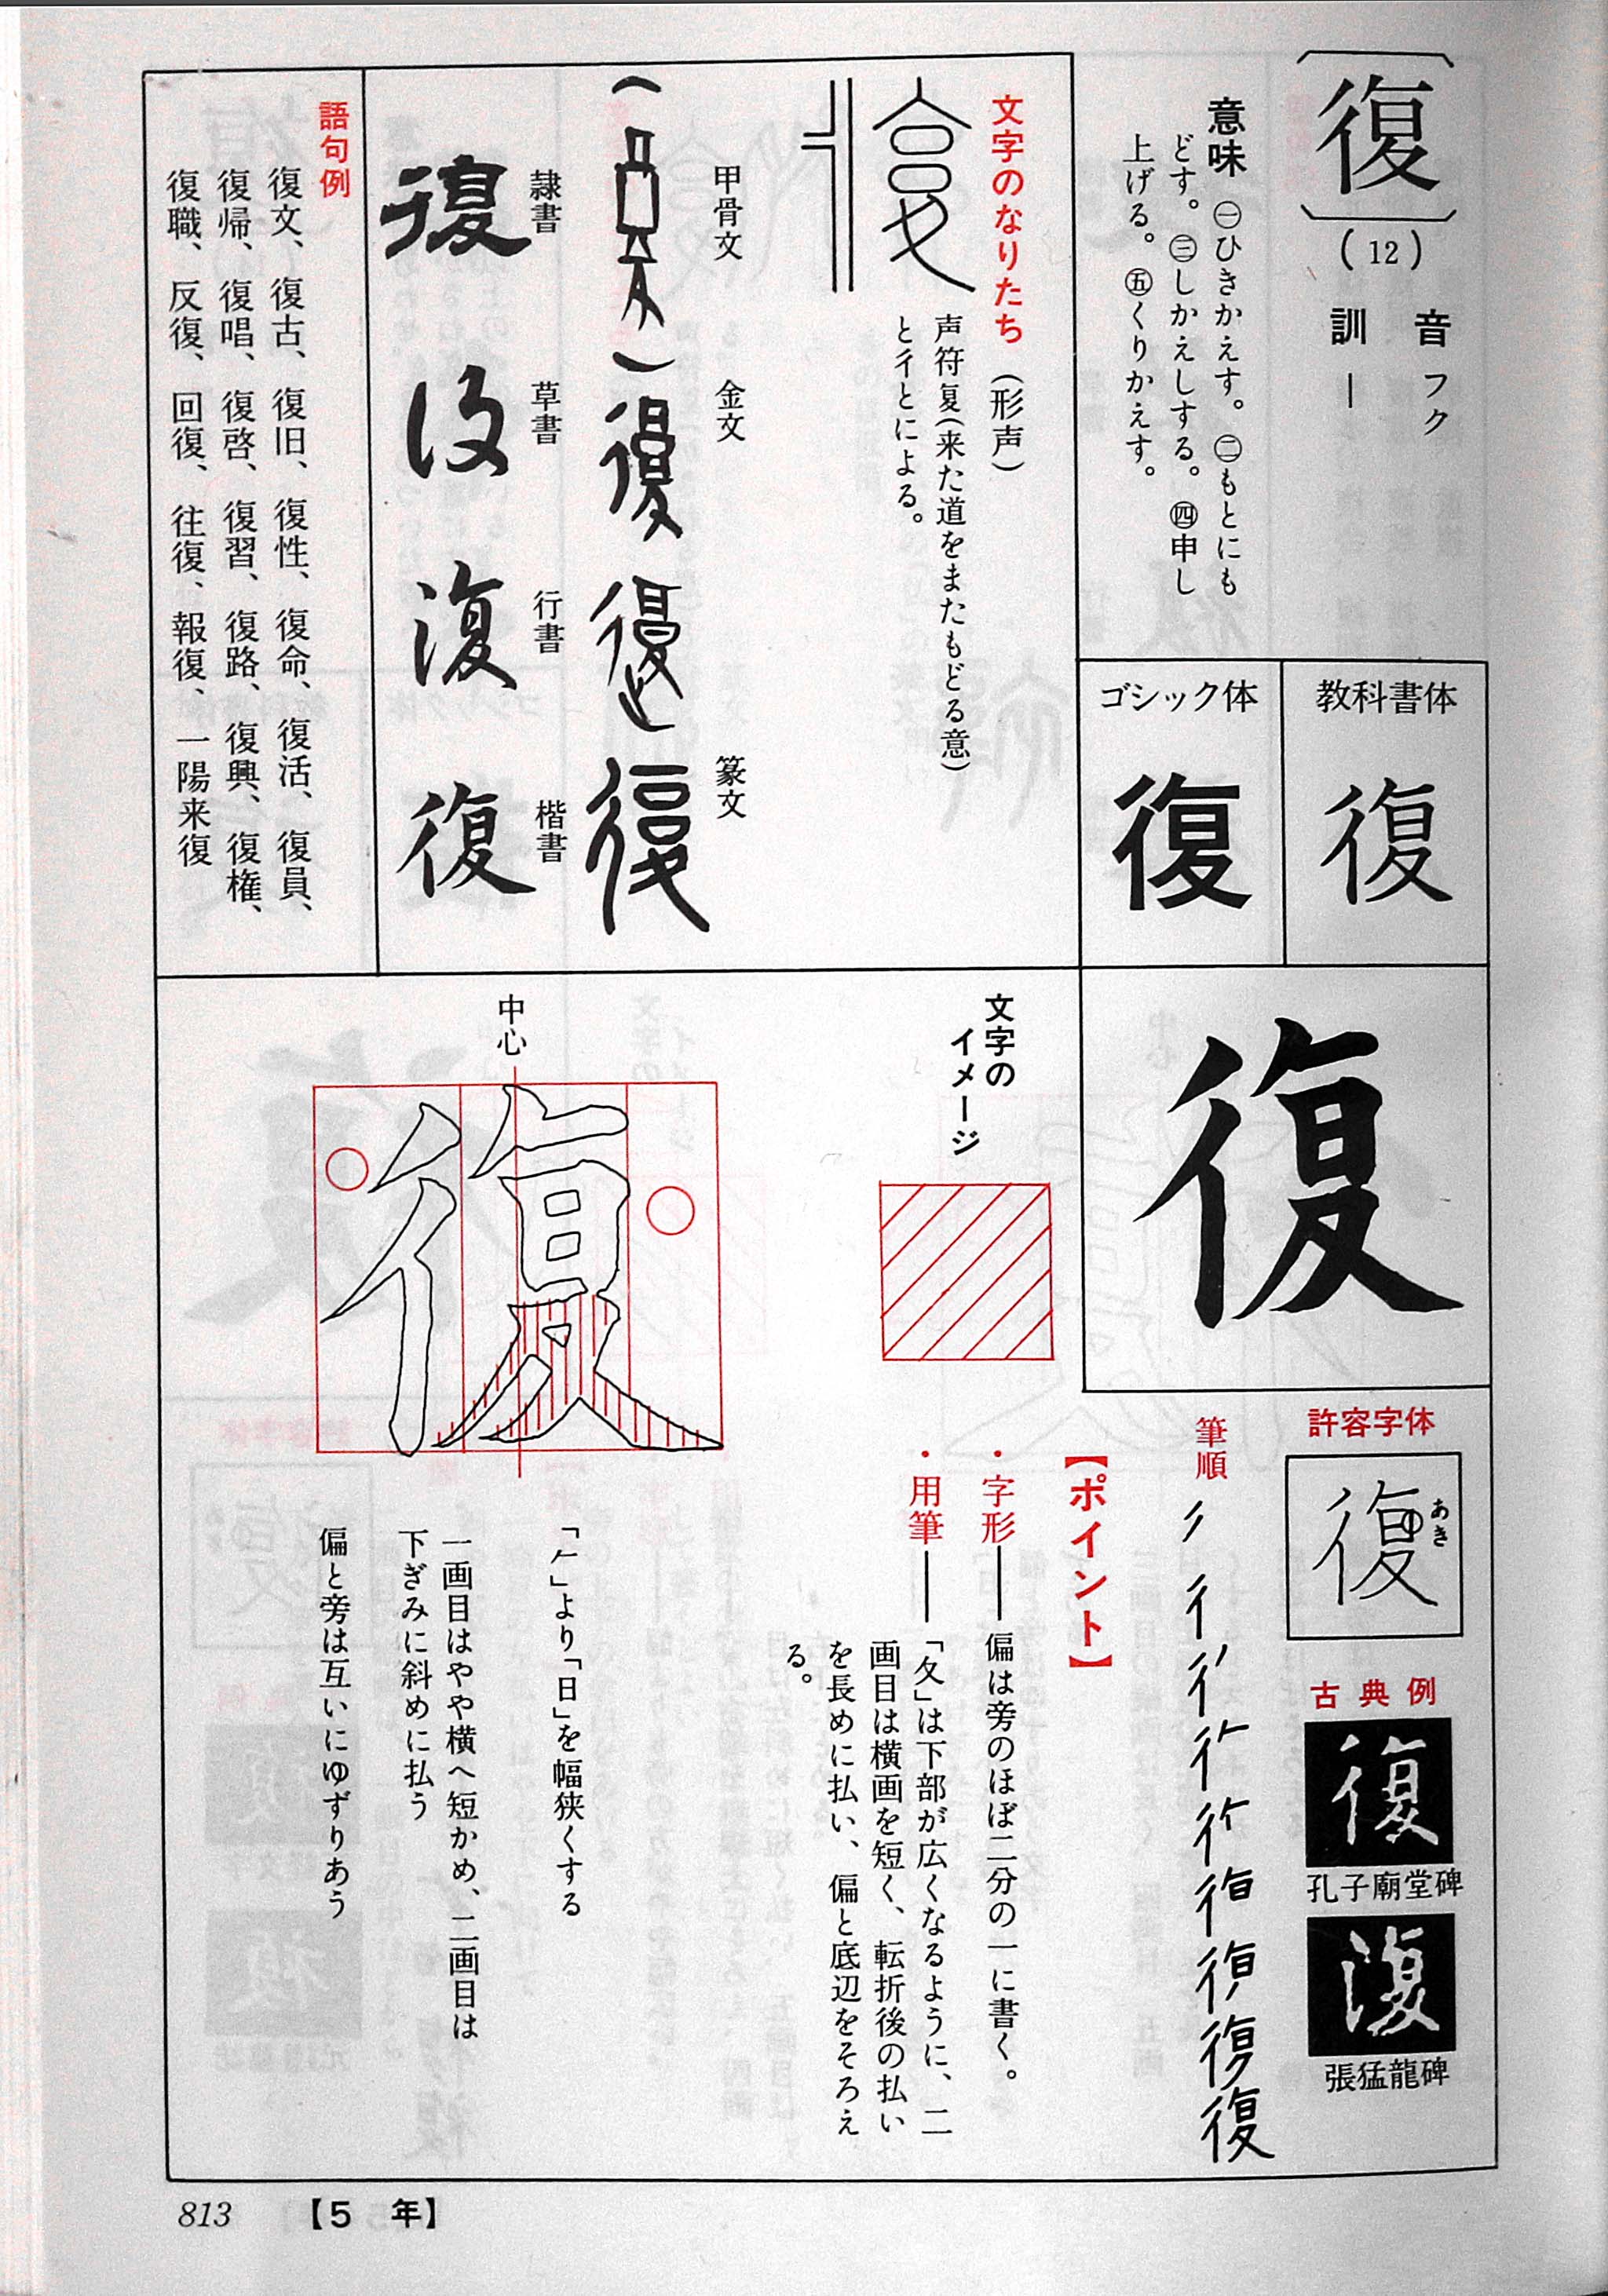 〔復〕(12)
音 フク
訓 ―
意味 ㊀ひきかえす。㊁もとにも
どす。㊂しかえしする。㊃申し
上げる。㊄くりかえす。
教科書体
復
ゴシック体
復
文字のなりたち(形声)
声符复(来た道をまたもどる意)
と彳とによる。
甲骨文
金文
篆文
隷書
復
草書
復
行書
復
楷書
復
語句例
復文、復古、復旧、復性、復命、復活、復員、
復帰、復唱、復啓、復習、復路、復興、復権、
復職、反復、回復、往復、報復、一陽来復
復
許容字体
復
あき
古典例
復
孔子廟堂碑
復
張猛龍碑
筆順
復
【ポイント】
・字形――偏は旁のほぼ二分の一に書く。
・用筆――「夂」は下部が広くなるように、二
画目は横画を短く、転折後の払い
を長めに払い、偏と底辺をそろえ
る。
文字の
イメージ
中心
「𠂉」より「日」を幅狭くする
一画目はやや横へ短かめ、二画目は
下ぎみに斜めに払う
偏と旁は互いにゆずりあう
813 【5 年】